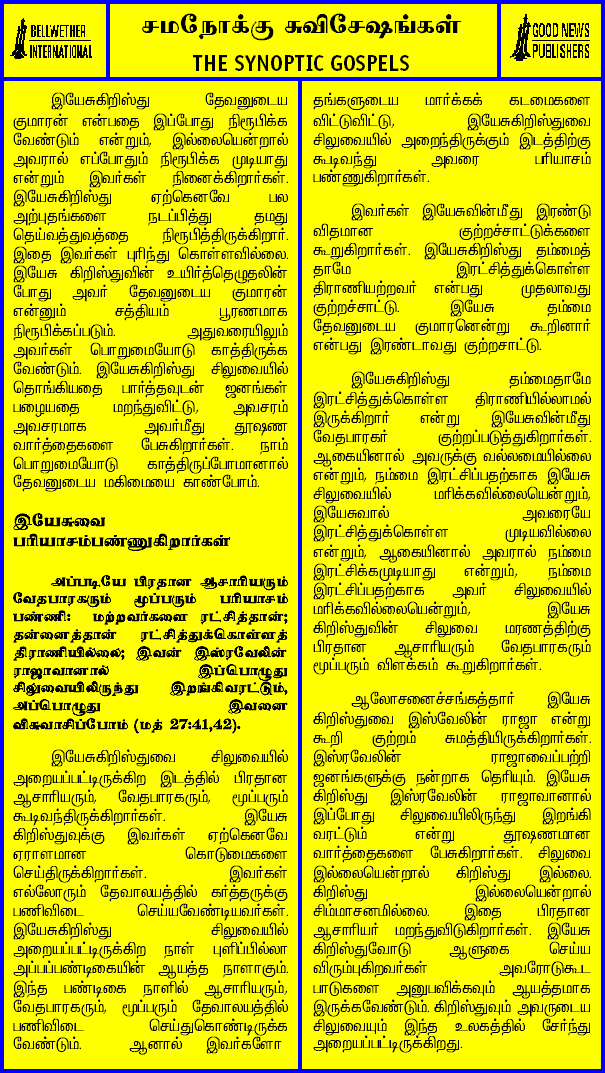 BELLWETHER
INTERNATIONAL
சமநோக்கு சுவிசேஷங்கள்
THE SYNOPTIC GOSPELS
GOOD NEWS
PUBLISHERS
இயேசுகிறிஸ்து தேவனுடைய
குமாரன் என்பதை இப்போது நிரூபிக்க
வேண்டும் என்றும், இல்லையென்றால்
அவரால் எப்போதும் நிரூபிக்க முடியாது
என்றும் இவர்கள் நினைக்கிறார்கள்.
இயேசுகிறிஸ்து ஏற்கெனவே பல
அற்புதங்களை நடப்பித்து தமது
தெய்வத்துவத்தை நிரூபித்திருக்கிறார்.
இதை இவர்கள் புரிந்து கொள்ளவில்லை.
இயேசு கிறிஸ்துவின் உயிர்த்தெழுதலின்
போது அவர் தேவனுடைய குமாரன்
என்னும் சத்தியம் பூரணமாக
நிரூபிக்கப்படும். அதுவரையிலும்
அவர்கள் பொறுமையோடு காத்திருக்க
வேண்டும். இயேசுகிறிஸ்து சிலுவையில்
தொங்கியதை பார்த்தவுடன் ஜனங்கள்
பழையதை மறந்துவிட்டு, அவசரம்
அவசரமாக அவர்மீது தூஷண
வார்த்தைகளை பேசுகிறார்கள். நாம்
பொறுமையோடு காத்திருப்போமானால்
தேவனுடைய மகிமையை காண்போம்.
இயேசுவை
பரியாசம்பண்ணுகிறார்கள்
அப்படியே பிரதான ஆசாரியரும்
வேதபாரகரும் மூப்பரும் பரியாசம்
பண்ணி: மற்றவர்களை ரட்சித்தான்;
தன்னைத்தான் ரட்சித்துக்கொள்ளத்
திராணியில்லை; இவன் இஸ்ரவேலின்
ராஜாவானால் இப்பொழுது
சிலுவையிலிருந்து இறங்கிவரட்டும்,
அப்பொழுது இவனை
விசுவாசிப்போம் (மத் 27:41,42).
இயேசுகிறிஸ்துவை சிலுவையில்
அறையப்பட்டிருக்கிற இடத்தில் பிரதான
ஆசாரியரும், வேதபாரகரும், மூப்பரும்
கூடிவந்திருக்கிறார்கள். இயேசு
கிறிஸ்துவுக்கு இவர்கள் ஏற்கெனவே
ஏராளமான கொடுமைகளை
செய்திருக்கிறார்கள். இவர்கள்
எல்லோரும் தேவாலயத்தில் கர்த்தருக்கு
பணிவிடை செய்யவேண்டியவர்கள்.
இயேசுகிறிஸ்து சிலுவையில்
அறையப்பட்டிருக்கிற நாள் புளிப்பில்லா
அப்பப்பண்டிகையின் ஆயத்த நாளாகும்.
இந்த பண்டிகை நாளில் ஆசாரியரும்,
வேதபாரகரும், மூப்பரும் தேவாலயத்தில்
பணிவிடை செய்துகொண்டிருக்க
வேண்டும். ஆனால் இவர்களோ
தங்களுடைய மார்க்கக் கடமைகளை
விட்டுவிட்டு, இயேசுகிறிஸ்துவை
சிலுவையில் அறைந்திருக்கும் இடத்திற்கு
கூடிவந்து அவரை பரியாசம்
பண்ணுகிறார்கள்.
இவர்கள் இயேசுவின்மீது இரண்டு
விதமான குற்றச்சாட்டுக்களை
கூறுகிறார்கள். இயேசுகிறிஸ்து தம்மைத்
தாமே இரட்சித்துக்கொள்ள
திராணியற்றவர் என்பது முதலாவது
குற்றச்சாட்டு. இயேசு தம்மை
தேவனுடைய குமாரனென்று கூறினார்
என்பது இரண்டாவது குற்றசாட்டு.
இயேசுகிறிஸ்து தம்மைதாமே
இரட்சித்துக்கொள்ள திராணியில்லாமல்
இருக்கிறார் என்று இயேசுவின்மீது
வேதபாரகர் குற்றப்படுத்துகிறார்கள்.
ஆகையினால் அவருக்கு வல்லமையில்லை
என்றும், நம்மை இரட்சிப்பதற்காக இயேசு
சிலுவையில் மரிக்கவில்லையென்றும்,
இயேசுவால் அவரையே
இரட்சித்துக்கொள்ள முடியவில்லை
என்றும், ஆகையினால் அவரால் நம்மை
இரட்சிக்கமுடியாது என்றும், நம்மை
இரட்சிப்பதற்காக அவர் சிலுவையில்
மரிக்கவில்லையென்றும், இயேசு
கிறிஸ்துவின் சிலுவை மரணத்திற்கு
பிரதான ஆசாரியரும் வேதபாரகரும்
மூப்பரும் விளக்கம் கூறுகிறார்கள்.
ஆலோசனைச்சங்கத்தார் இயேசு
கிறிஸ்துவை இஸ்வேலின் ராஜா என்று
கூறி குற்றம் சுமத்தியிருக்கிறார்கள்.
இஸ்ரவேலின் ராஜாவைப்பற்றி
ஜனங்களுக்கு நன்றாக தெரியும். இயேசு
கிறிஸ்து இஸ்ரவேலின் ராஜாவானால்
இப்போது சிலுவையிலிருந்து இறங்கி
வரட்டும் என்று தூஷணமான
வார்த்தைகளை பேசுகிறார்கள். சிலுவை
இல்லையென்றால் கிறிஸ்து இல்லை.
கிறிஸ்து இல்லையென்றால்
சிம்மாசனமில்லை. இதை பிரதான
ஆசாரியர் மறந்துவிடுகிறார்கள். இயேசு
கிறிஸ்துவோடு ஆளுகை செய்ய
விரும்புகிறவர்கள் அவரோடுகூட
பாடுகளை அனுபவிக்கவும் ஆயத்தமாக
இருக்கவேண்டும். கிறிஸ்துவும் அவருடைய
சிலுவையும் இந்த உலகத்தில் சேர்ந்து
அறையப்பட்டிருக்கிறது.